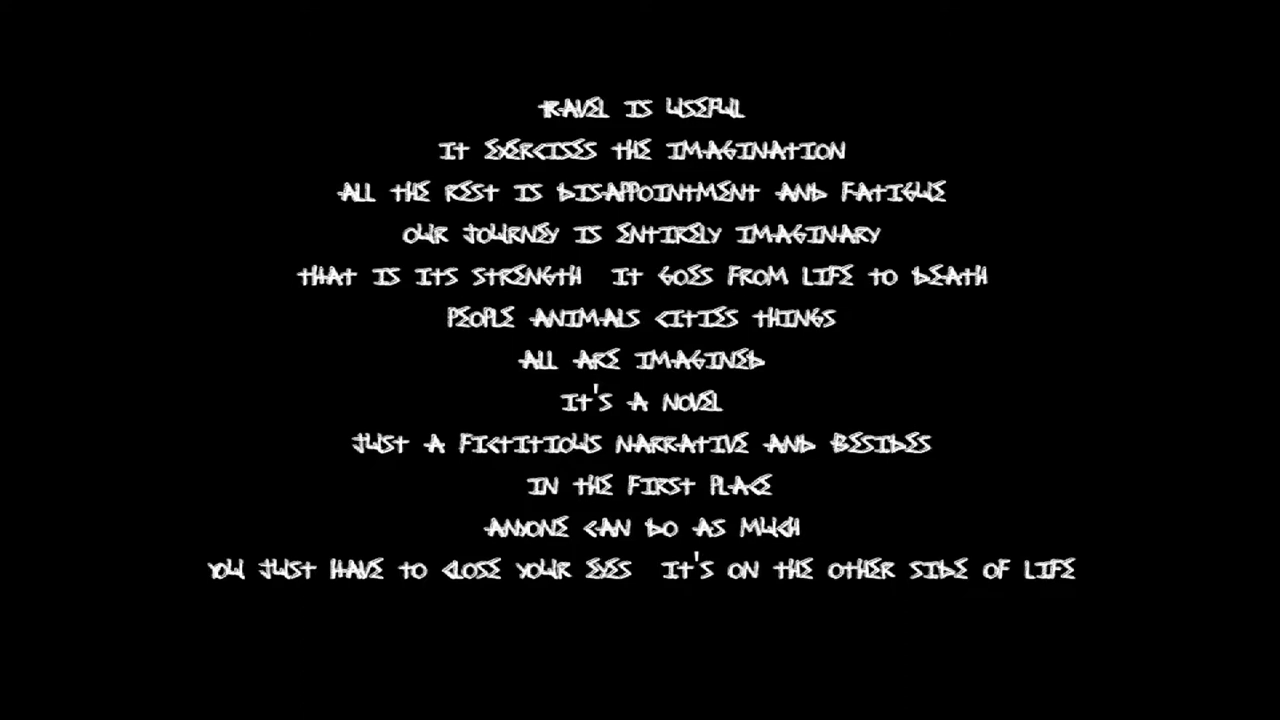 TRAVEL IS USEFUL
IT EXERCISES THE IMAGINATION
ALL THE REST IS DISAPPOINTMENT AND FATIGUE
OUR JOURNEY IS ENTIRELY IMAGINARY
THAT IS ITS STRENGTH IT GOES FROM LIFE TO DEATH
PEOPLE ANIMALS CITIES THINGS
ALL ARE IMAGINED
IT'S A NOVEL
JUST A FICTITIOUS NARRATIVE AND BESIDES
IN THE FIRST PLACE
ANYONE CAN DO AS MUCH
YOU JUST HAVE TO CLOSE YOUR EYES IT'S ON THE OTHER SIDE OF LIFE